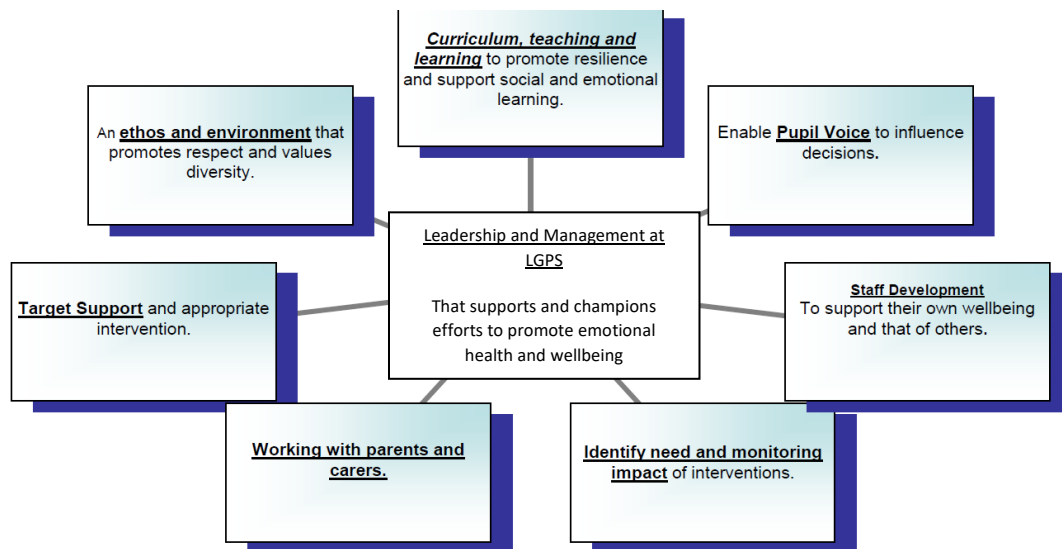 Curriculum, teaching and
learning to promote resilience
and support social and emotional
learning.
An ethos and environment that
promotes respect and values
diversity.
Enable Pupil Voice to influence
decisions.
Leadership and Management at
LGPS
That supports and champions
efforts to promote emotional
health and wellbeing
Target Support and appropriate
intervention.
Staff Development
To support their own wellbeing
and that of others.
Working with parents and
carers.
Identify need and monitoring
impact of interventions.